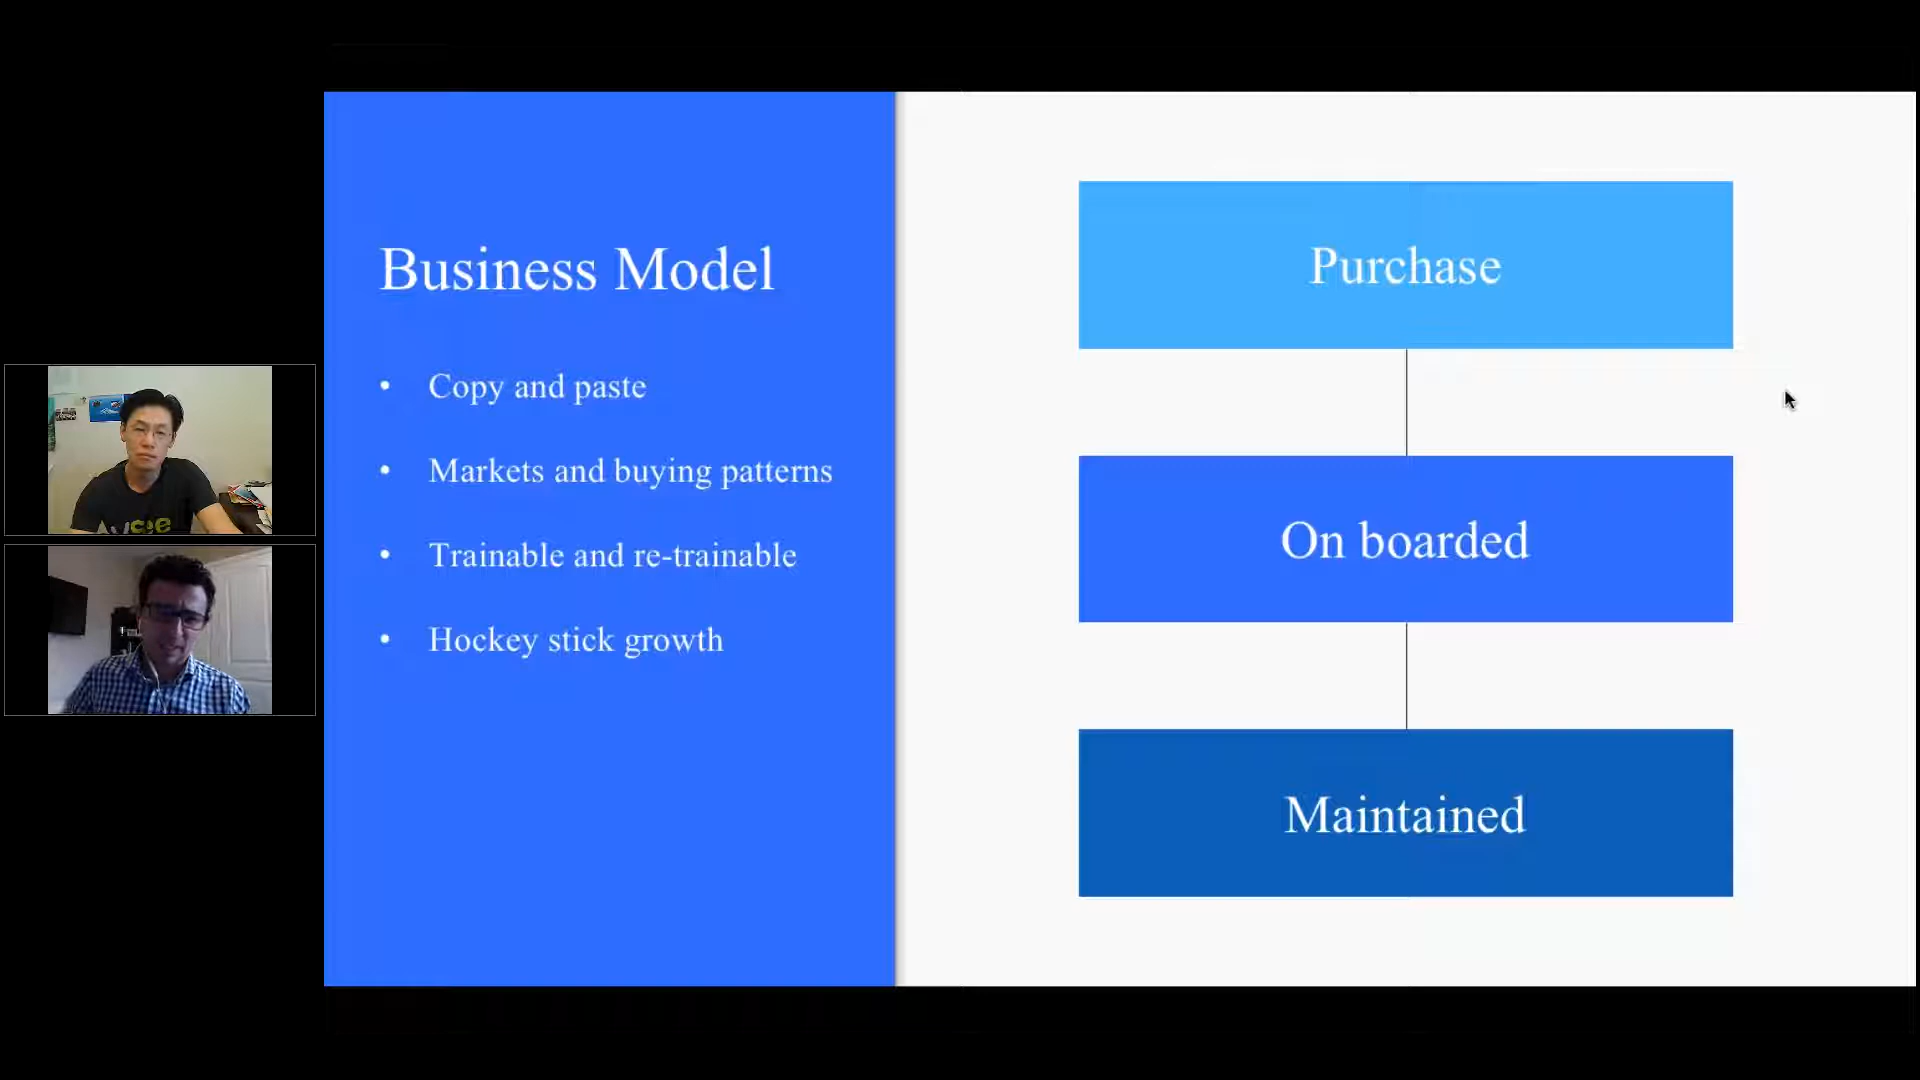 Business Model
• Copy and paste
• Markets and buying patterns
• Trainable and re-trainable
• Hockey stick growth
Purchase
On boarded
Maintained